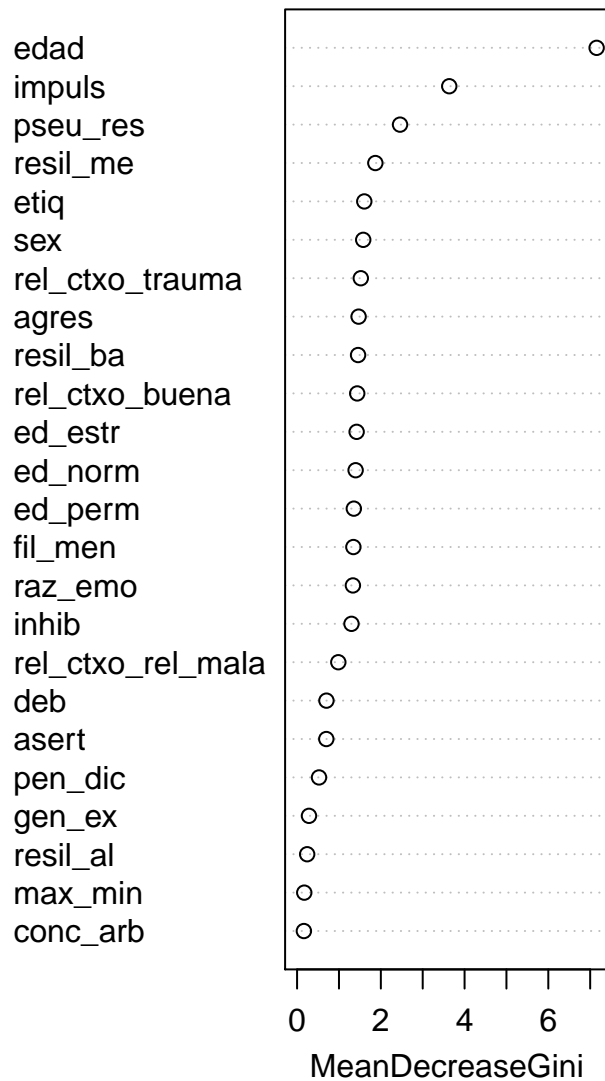 edad
impuls
pseu_res
resil_me
etiq
sex
rel_ctxo_trauma
agres
resil_ba
rel_ctxo_buena
ed_estr
ed_norm
ed_perm
fil_men
raz_emo
inhib
rel_ctxo_rel_mala
deb
asert
pen_dic
gen_ex
resil_al
max_min
conc_arb
0 2 4 6
MeanDecreaseGini